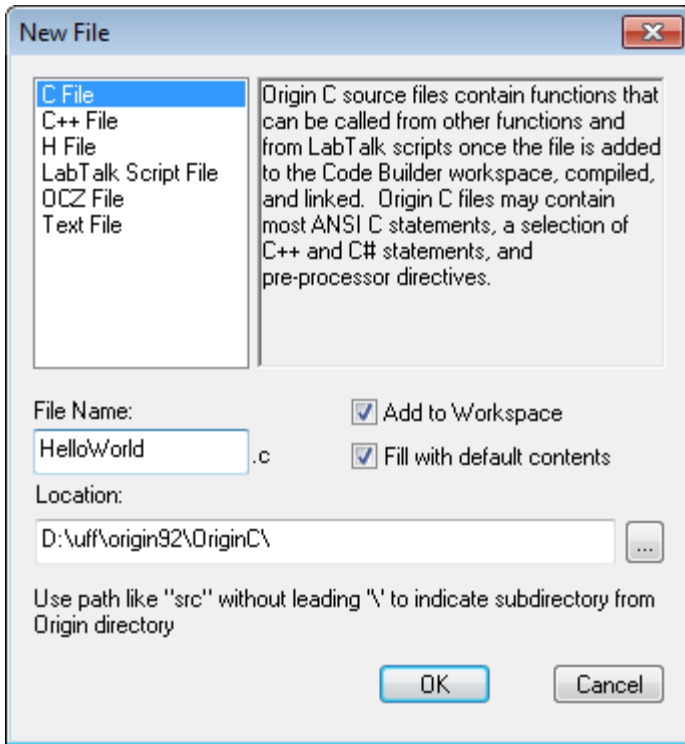 New File
C File
C++ File
H File
LabTalk Script File
OCZ File
Text File
Origin C source files contain functions that
can be called from other functions and
from LabTalk scripts once the file is added
to the Code Builder workspace, compiled,
and linked.  Origin C files may contain
most ANSI C statements, a selection of
C++ and C# statements, and
pre-processor directives.
File Name:
HelloWorld .c
Add to Workspace
Fill with default contents
Location:
D:\uff\origin92\OriginC\
...
Use path like "src" without leading '\' to indicate subdirectory from
Origin directory
OK Cancel